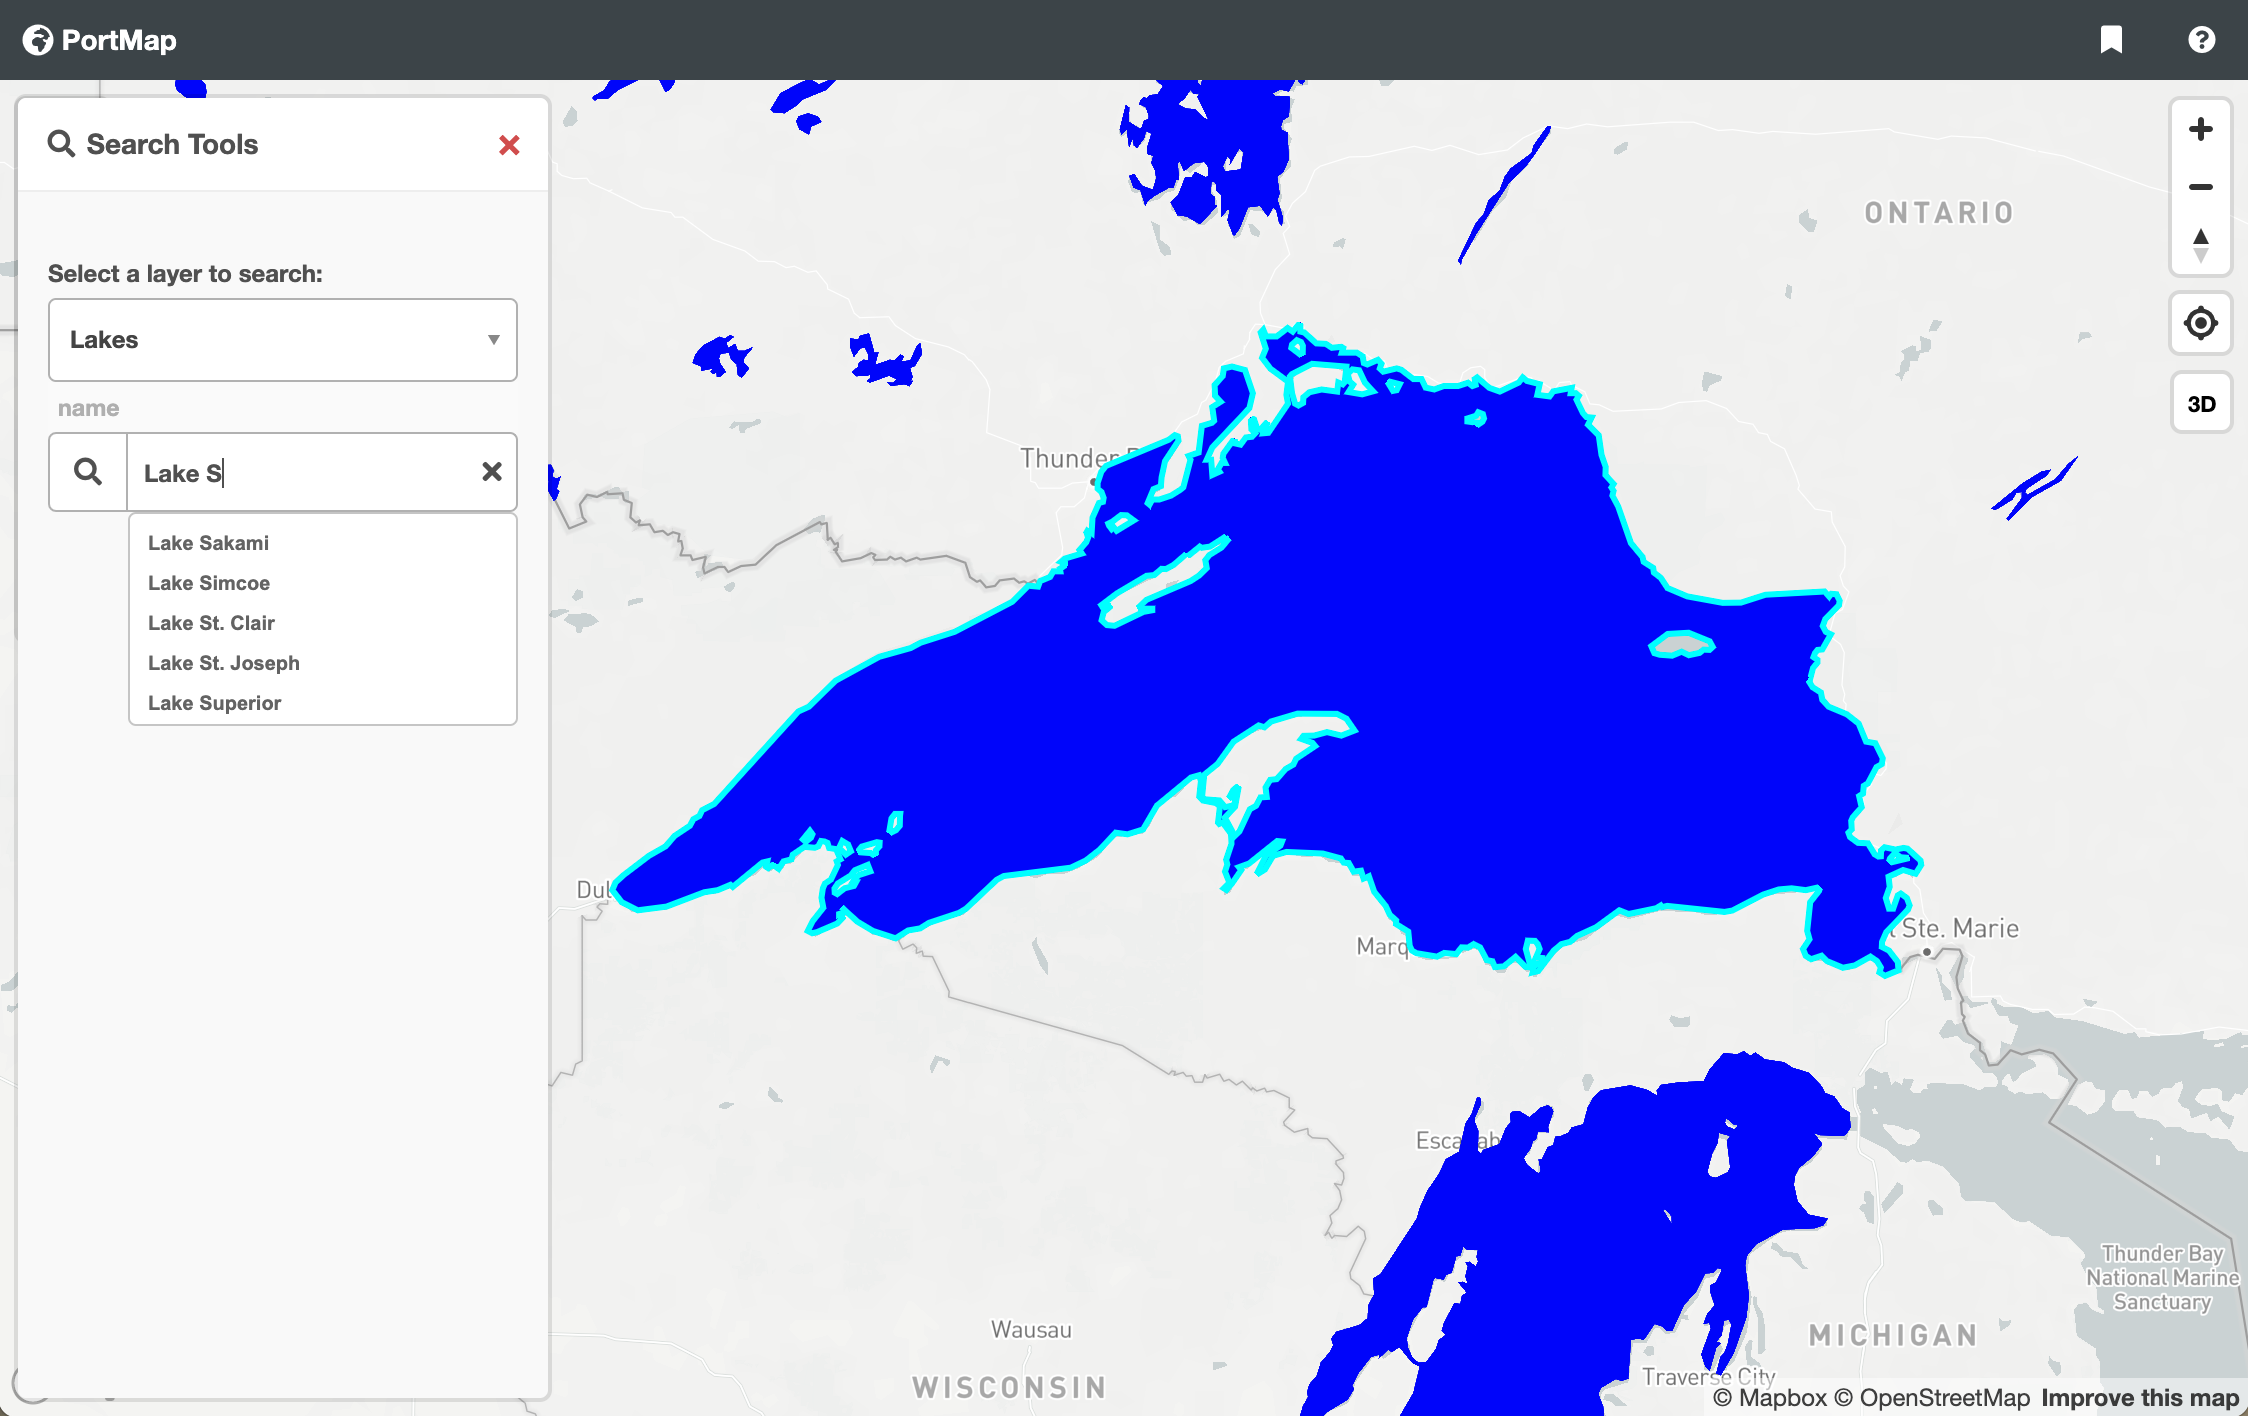 PortMap
Search Tools
Select a layer to search:
Lakes
name
Lake S
Lake Sakami
Lake Simcoe
Lake St. Clair
Lake St. Joseph
Lake Superior
ONTARIO
3D
Thunder
Dul
Marq
Ste. Marie
Esca ab
Thunder Bay
National Marine
Sanctuary
Wausau
MICHIGAN
WISCONSIN
Traverse City
© Mapbox © OpenStreetMap Improve this map